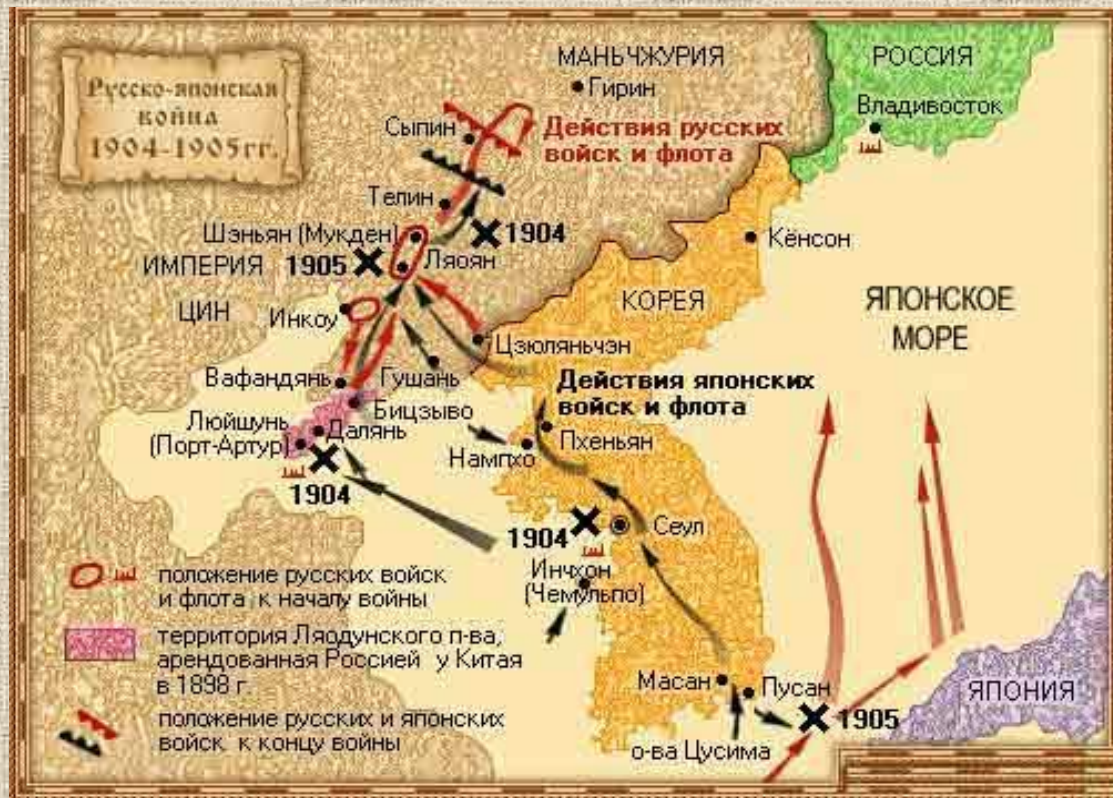 Русско-японская
война
1904-1905гг.
МАНЬЧЖУРИЯ
Гирин
РОССИЯ
Владивосток
Сыпин
Действия русских
войск и флота
Телин
Шэньян (Мукден)
1904
Кёнсон
ИМПЕРИЯ
1905
Ляоян
ЦИН
Инкоу
КОРЕЯ
ЯПОНСКОЕ
МОРЕ
Цзюляньчэн
Вафандянь
Гушань
Действия японских
войск и флота
Бицзыво
Люйшунь
(Порт-Артур)
Далянь
Пхеньян
Нампхо
1904
1904
Сеул
Инчхон
(Чемульпо)
положение русских войск
и флота к началу войны
территория Ляодунского п-ва,
арендованная Россией у Китая
в 1898 г.
Масан
Пусан
ЯПОНИЯ
1905
положение русских и японских
войск к концу войны
о-ва Цусима